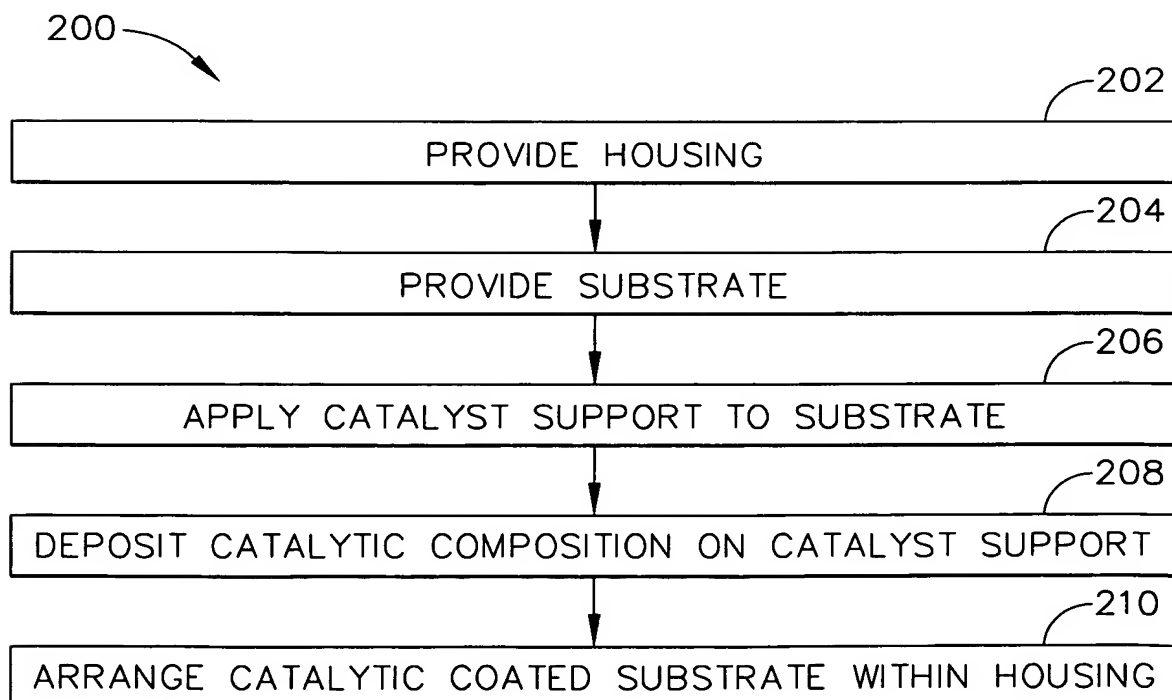 200
202
PROVIDE HOUSING
204
PROVIDE SUBSTRATE
206
APPLY CATALYST SUPPORT TO SUBSTRATE
208
DEPOSIT CATALYTIC COMPOSITION ON CATALYST SUPPORT
210
ARRANGE CATALYTIC COATED SUBSTRATE WITHIN HOUSING